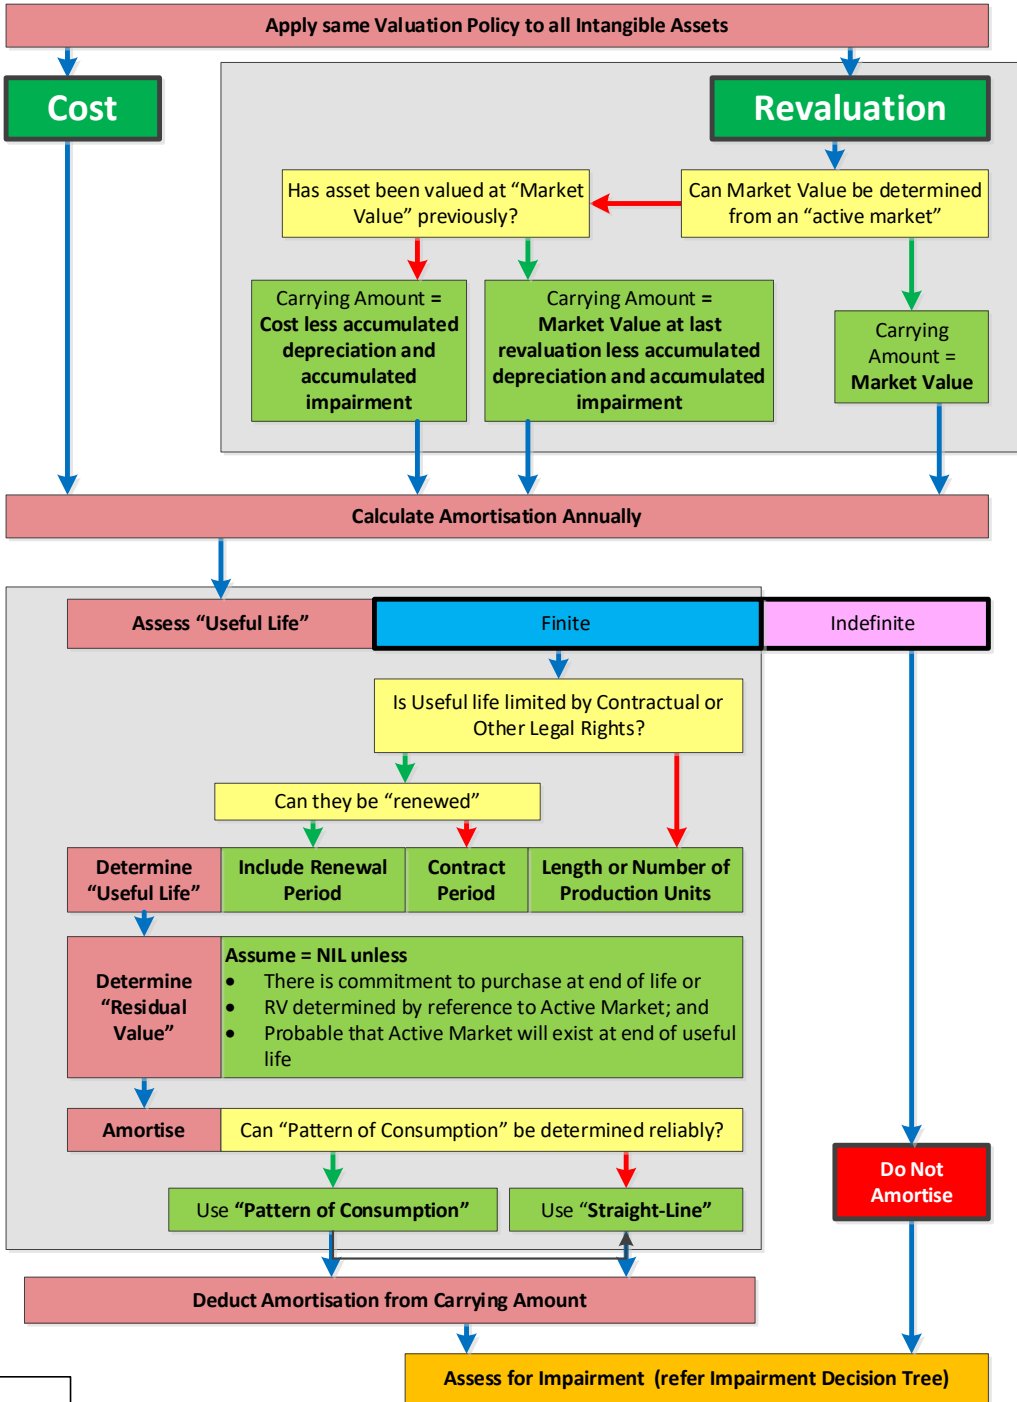 Apply same Valuation Policy to all Intangible Assets
Cost
Revaluation
Has asset been valued at “Market
Value” previously?
Can Market Value be determined
from an “active market”
Carrying Amount =
Cost less accumulated
depreciation and
accumulated
impairment
Carrying Amount =
Market Value at last
revaluation less accumulated
depreciation and accumulated
impairment
Carrying
Amount =
Market Value
Calculate Amortisation Annually
Assess “Useful Life”
Finite
Indefinite
Is Useful life limited by Contractual or
Other Legal Rights?
Can they be “renewed”
Determine
“Useful Life”
Include Renewal
Period
Contract
Period
Length or Number of
Production Units
Determine
“Residual
Value”
Assume = NIL unless
• There is commitment to purchase at end of life or
• RV determined by reference to Active Market; and
• Probable that Active Market will exist at end of useful
life
Amortise
Can “Pattern of Consumption” be determined reliably?
Do Not
Amortise
Use “Pattern of Consumption”
Use “Straight-Line”
Deduct Amortisation from Carrying Amount
Assess for Impairment (refer Impairment Decision Tree)